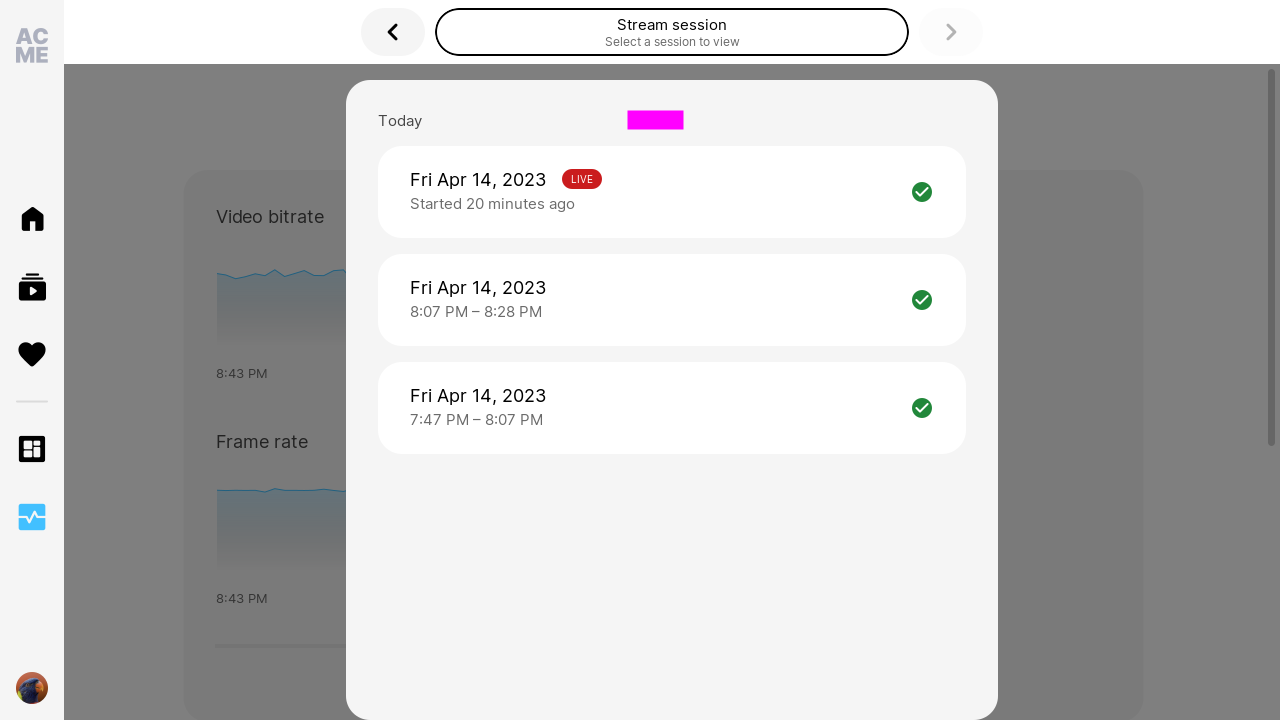 AC
ME
Stream session
Select a session to view
Today
Fri Apr 14, 2023 LIVE
Started 20 minutes ago
Fri Apr 14, 2023
8:07 PM – 8:28 PM
Fri Apr 14, 2023
7:47 PM – 8:07 PM
Video bitrate
8:43 PM
Frame rate
8:43 PM